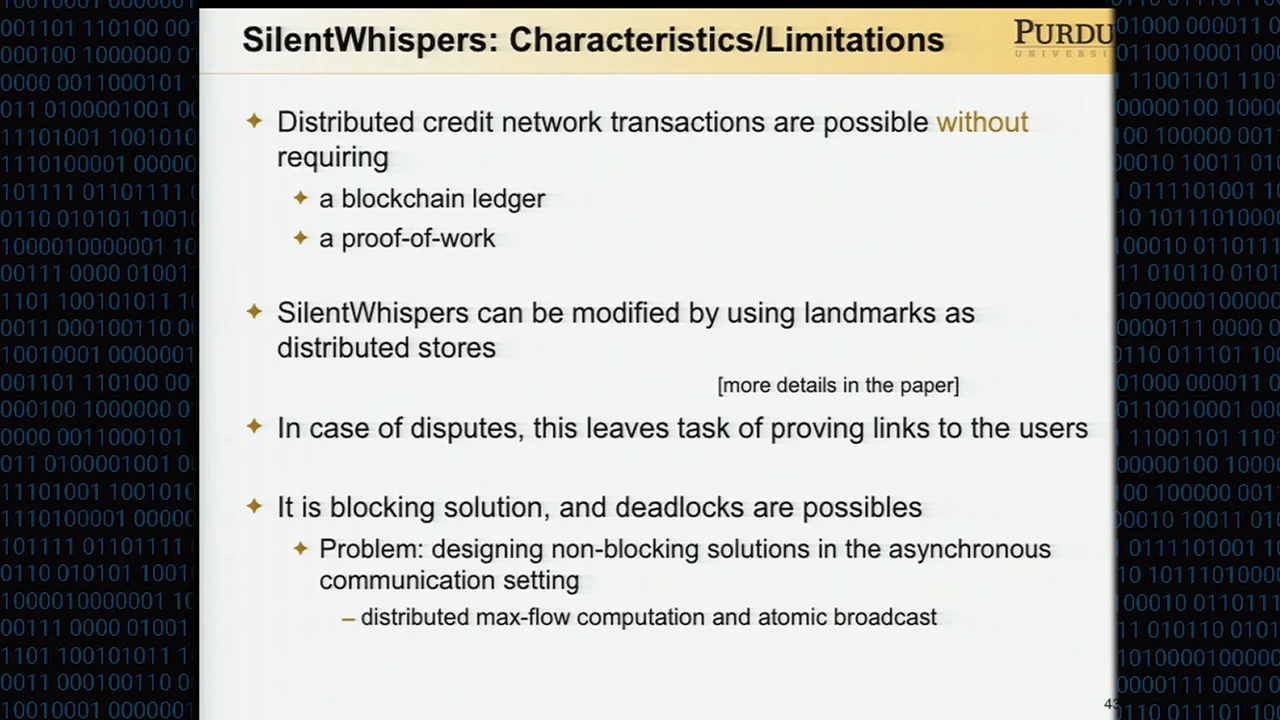 SilentWhispers: Characteristics/Limitations
PURDU
UNIVERSI
Distributed credit network transactions are possible without
requiring
a blockchain ledger
a proof-of-work
SilentWhispers can be modified by using landmarks as
distributed stores
[more details in the paper]
In case of disputes, this leaves task of proving links to the users
It is blocking solution, and deadlocks are possibles
Problem: designing non-blocking solutions in the asynchronous
communication setting
– distributed max-flow computation and atomic broadcast
43